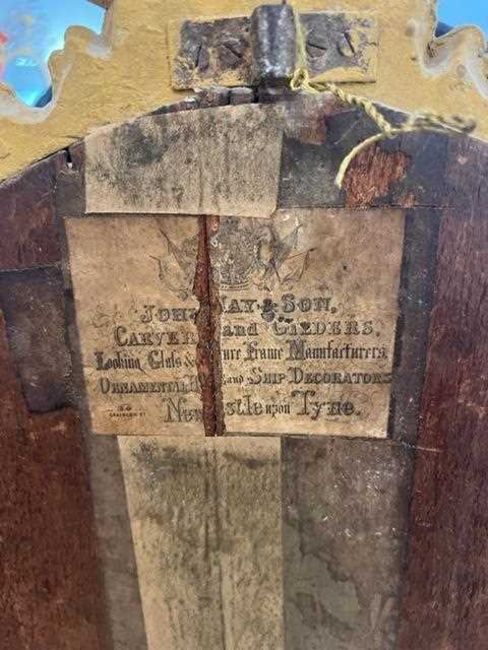 JOHN MAY & SON,
CARVERS and GILDERS,
Looking Glass & Picture Frame Manufacturers,
ORNAMENTAL and SHIP DECORATORS
Newcastle upon Tyne.